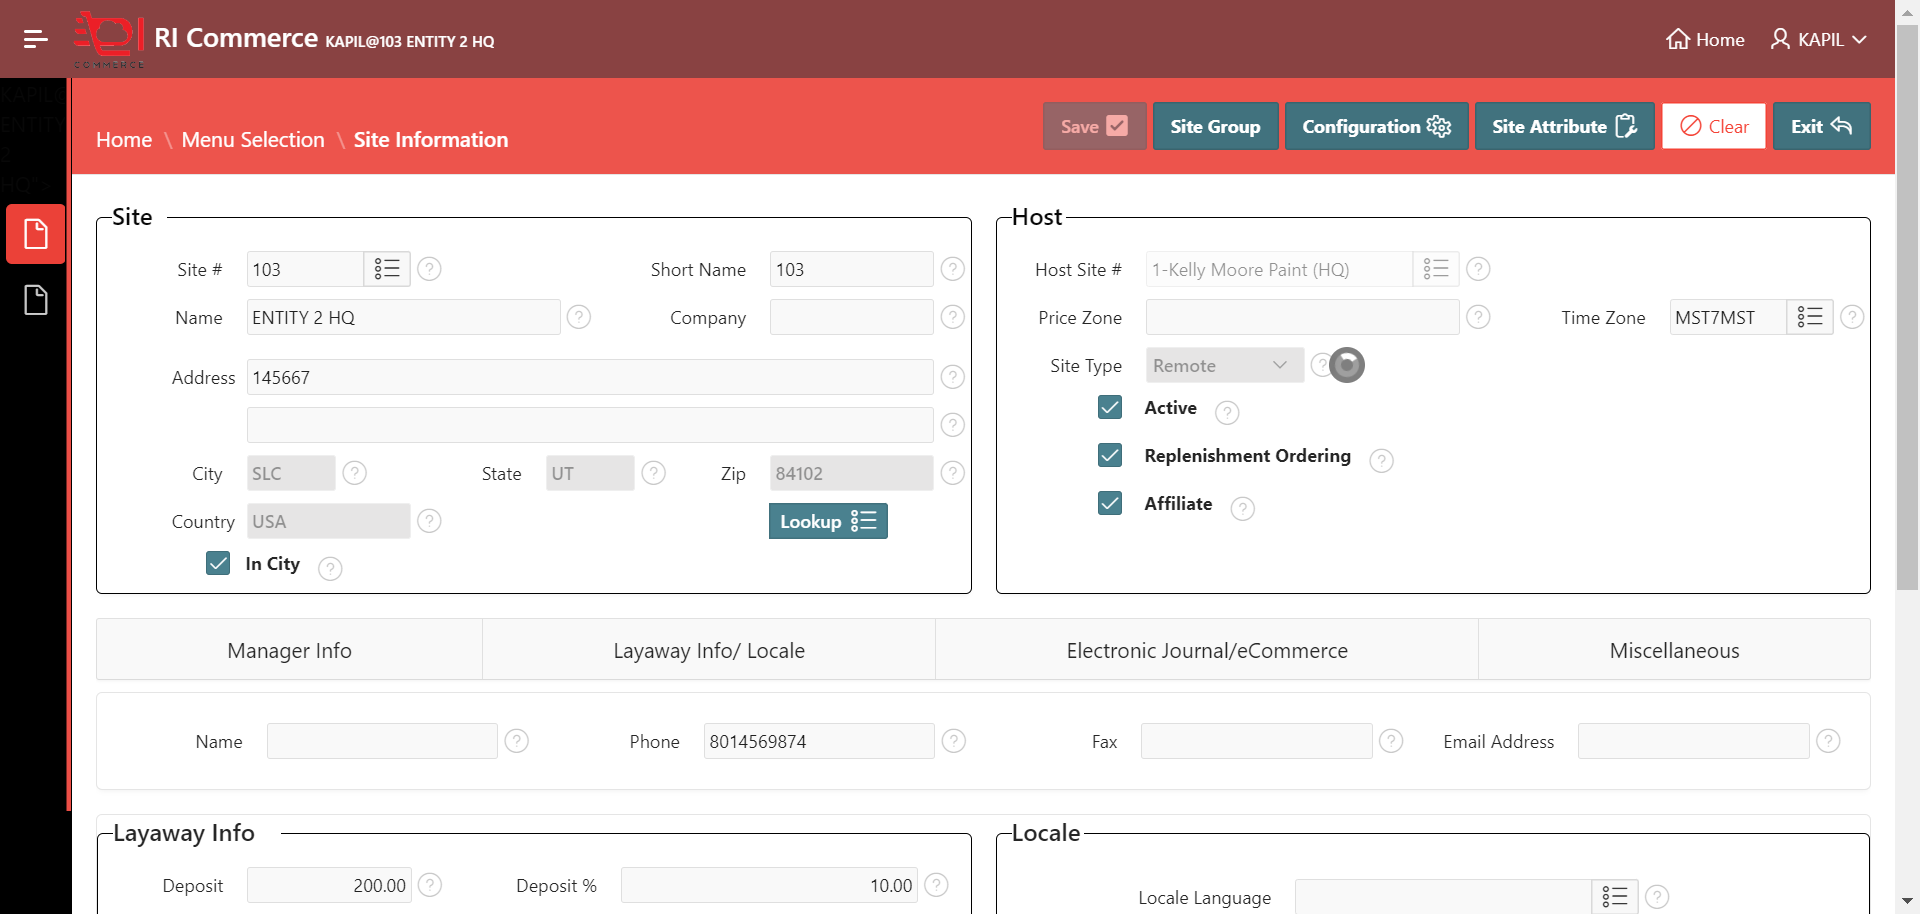 COMMERCE
RI Commerce KAPIL@103 ENTITY 2 HQ
Home
KAPIL
KAPIL@
ENTITY
2
HQ">
Home \ Menu Selection \ Site Information
Save
Site Group
Configuration
Site Attribute
Clear
Exit
Site
Site # 103 ?
Short Name 103 ?
Name ENTITY 2 HQ ?
Company ?
Address 145667 ?
?
City SLC ?
State UT ?
Zip 84102 ?
Country USA ?
Lookup
In City ?
Host
Host Site # 1-Kelly Moore Paint (HQ) ?
Price Zone ?
Time Zone MST7MST ?
Site Type Remote ?
Active ?
Replenishment Ordering ?
Affiliate ?
Manager Info
Layaway Info/ Locale
Electronic Journal/eCommerce
Miscellaneous
Name ?
Phone 8014569874 ?
Fax ?
Email Address ?
Layaway Info
Deposit 200.00 ?
Deposit % 10.00 ?
Locale
Locale Language ?